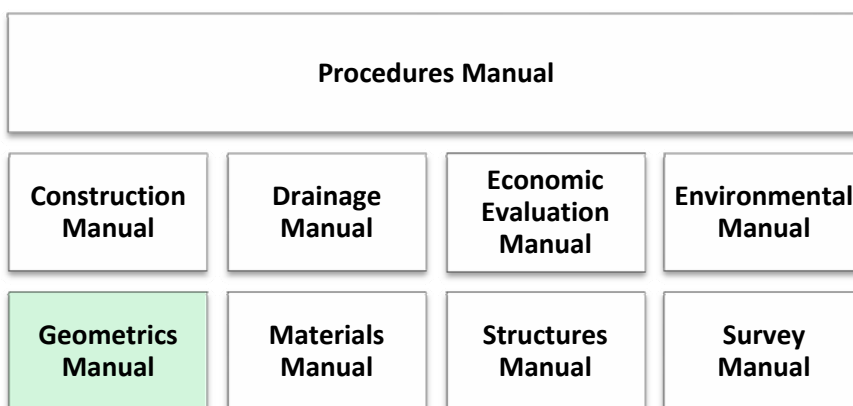 Procedures Manual
Construction
Manual
Drainage
Manual
Economic
Evaluation
Manual
Environmental
Manual
Geometrics
Manual
Materials
Manual
Structures
Manual
Survey
Manual